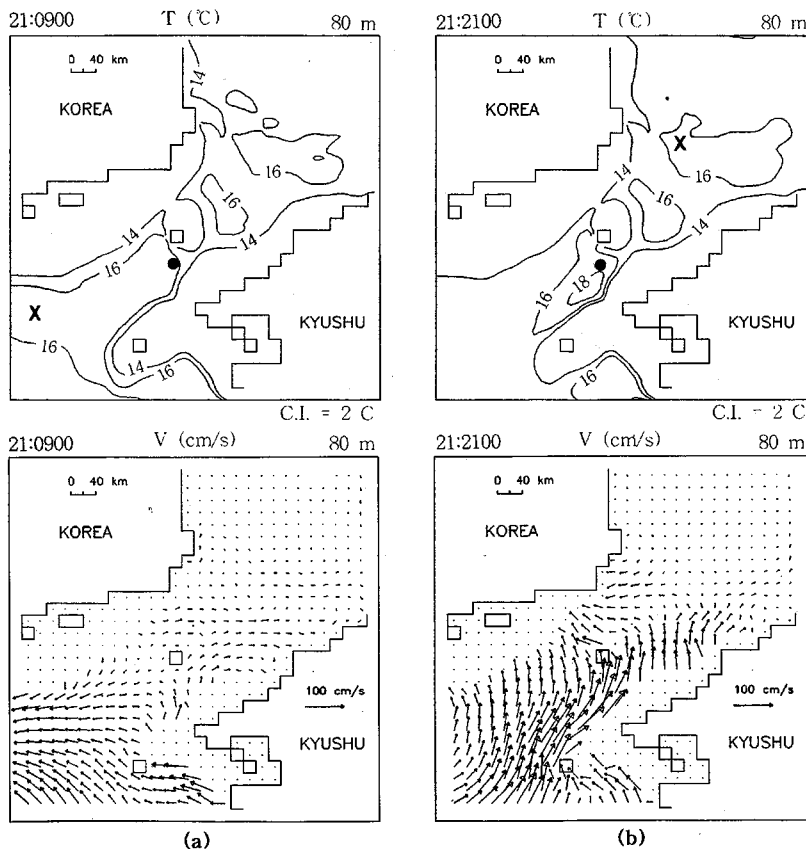 21:0900 T (℃) 80 m
0 40 km
KOREA
14
16
16
14
14
16
X
16
KYUSHU
14
16
C.I. = 2 C
21:2100 T (℃) 80 m
0 40 km
KOREA
14
X
16
16
14
14
18
16
KYUSHU
16
C.I. = 2 C
21:0900 V (cm/s) 80 m
0 40 km
KOREA
100 cm/s
KYUSHU
(a)
21:2100 V (cm/s) 80 m
0 40 km
KOREA
100 cm/s
KYUSHU
(b)